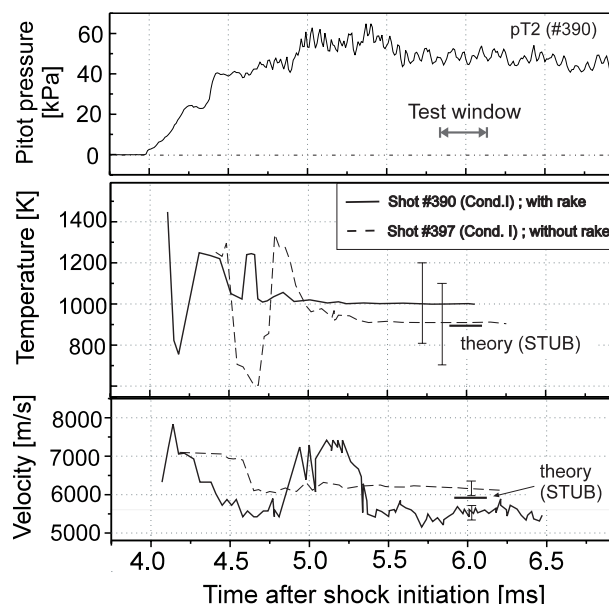 pT2 (#390)
Pitot pressure
[kPa]
60
40
20
0
Test window
Temperature [K]
1400
1200
1000
800
Shot #390 (Cond.I) ; with rake
Shot #397 (Cond. I) ; without rake
theory (STUB)
Velocity [m/s]
8000
7000
6000
5000
theory
(STUB)
4.0 4.5 5.0 5.5 6.0 6.5
Time after shock initiation [ms]